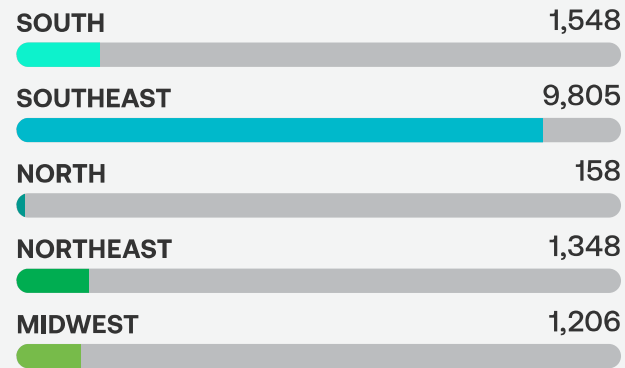 SOUTH 1,548
SOUTHEAST 9,805
NORTH 158
NORTHEAST 1,348
MIDWEST 1,206